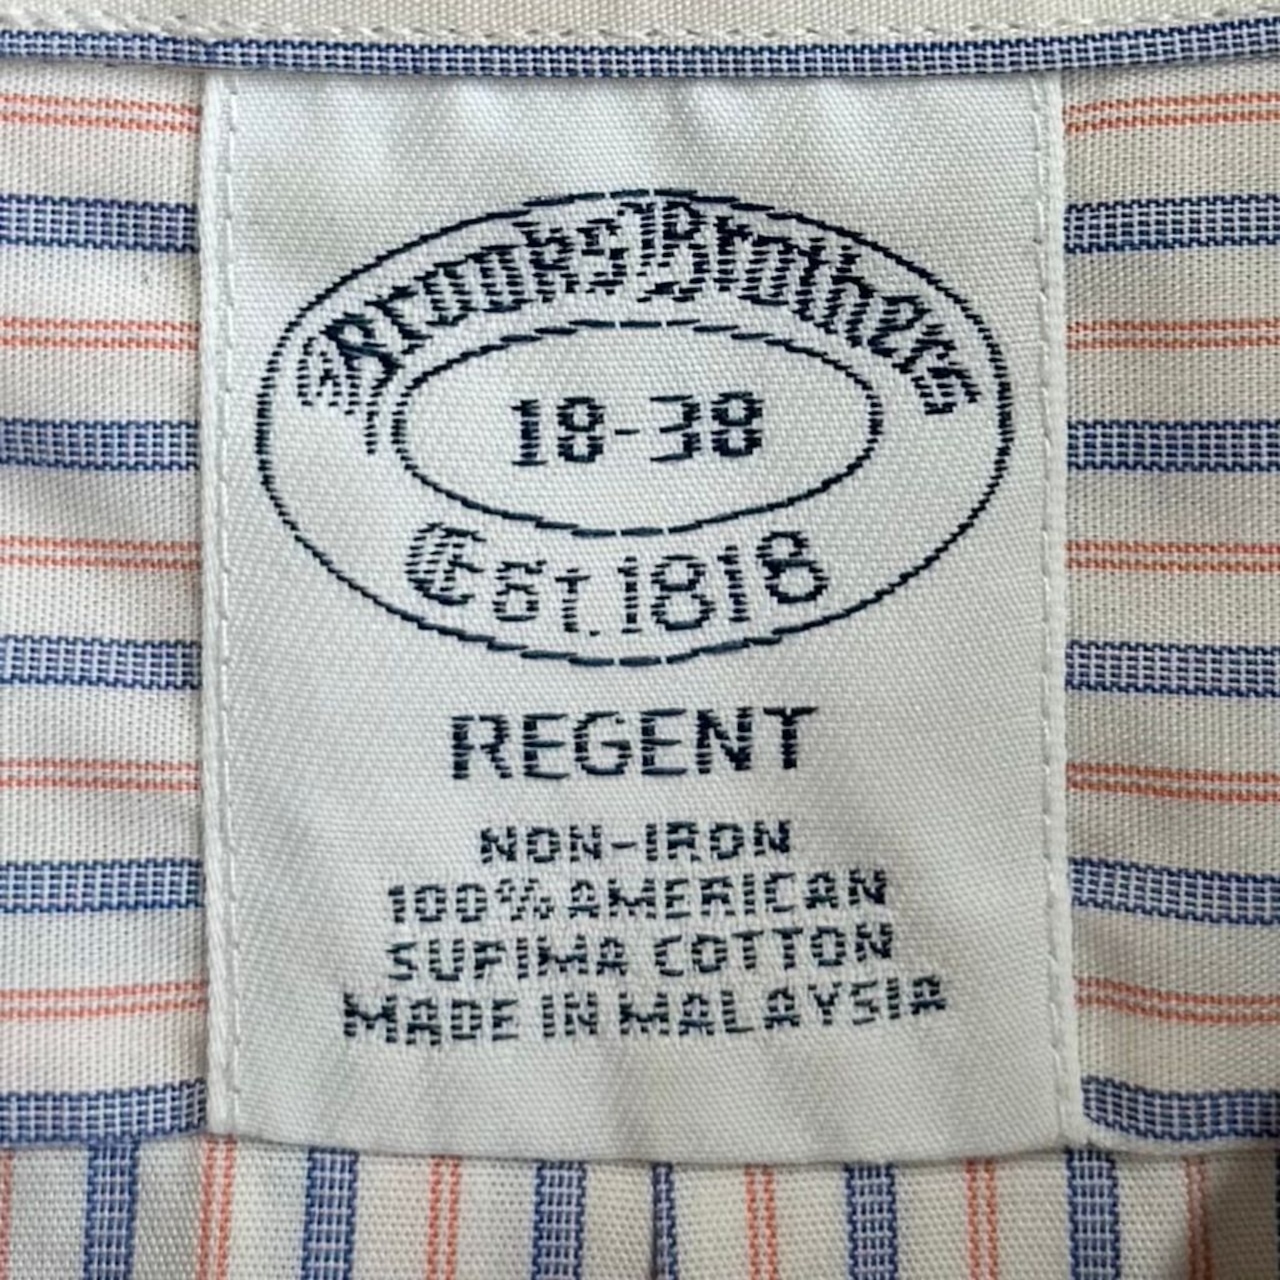 Brooks Brothers
18-38
Est. 1818
REGENT
NON-IRON
100% AMERICAN
SUPIMA COTTON
MADE IN MALAYSIA